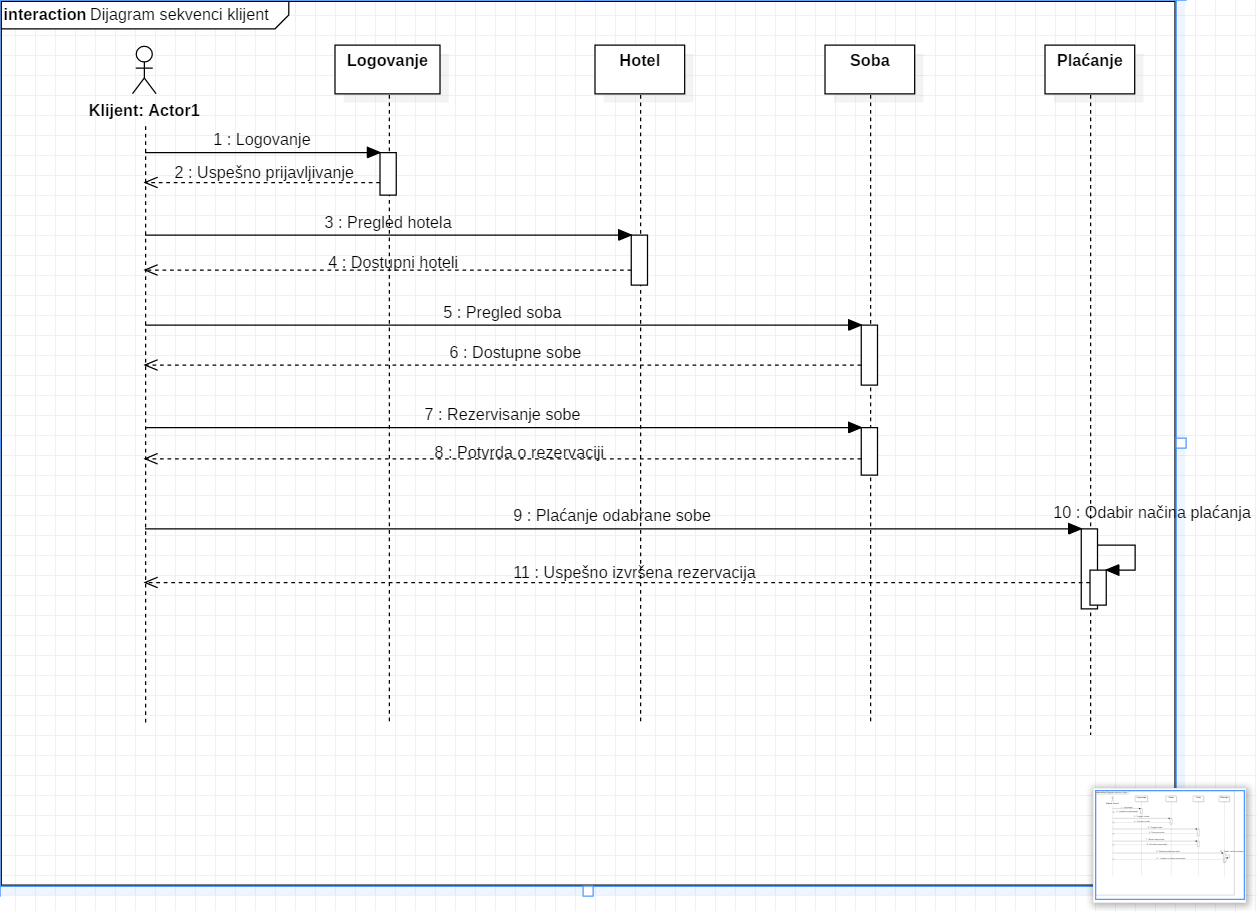 interaction Dijagram sekvenci klijent
Logovanje
Hotel
Soba
Plaćanje
Klijent: Actor1
1 : Logovanje
2 : Uspešno prijavljivanje
3 : Pregled hotela
4 : Dostupni hoteli
5 : Pregled soba
6 : Dostupne sobe
7 : Rezervisanje sobe
8 : Potvrda o rezervaciji
9 : Plaćanje odabrane sobe
10 : Odabir načina plaćanja
11 : Uspešno izvršena rezervacija